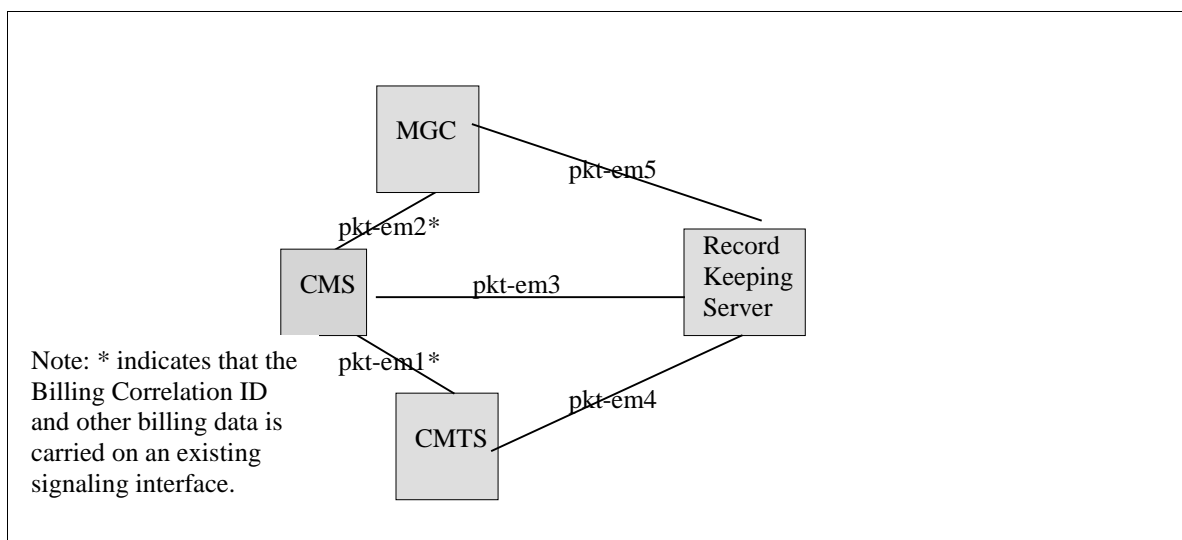 MGC
pkt-em5
pkt-em2*
Record
Keeping
Server
CMS
pkt-em3
Note: * indicates that the
Billing Correlation ID
and other billing data is
carried on an existing
signaling interface.
pkt-em1*
pkt-em4
CMTS